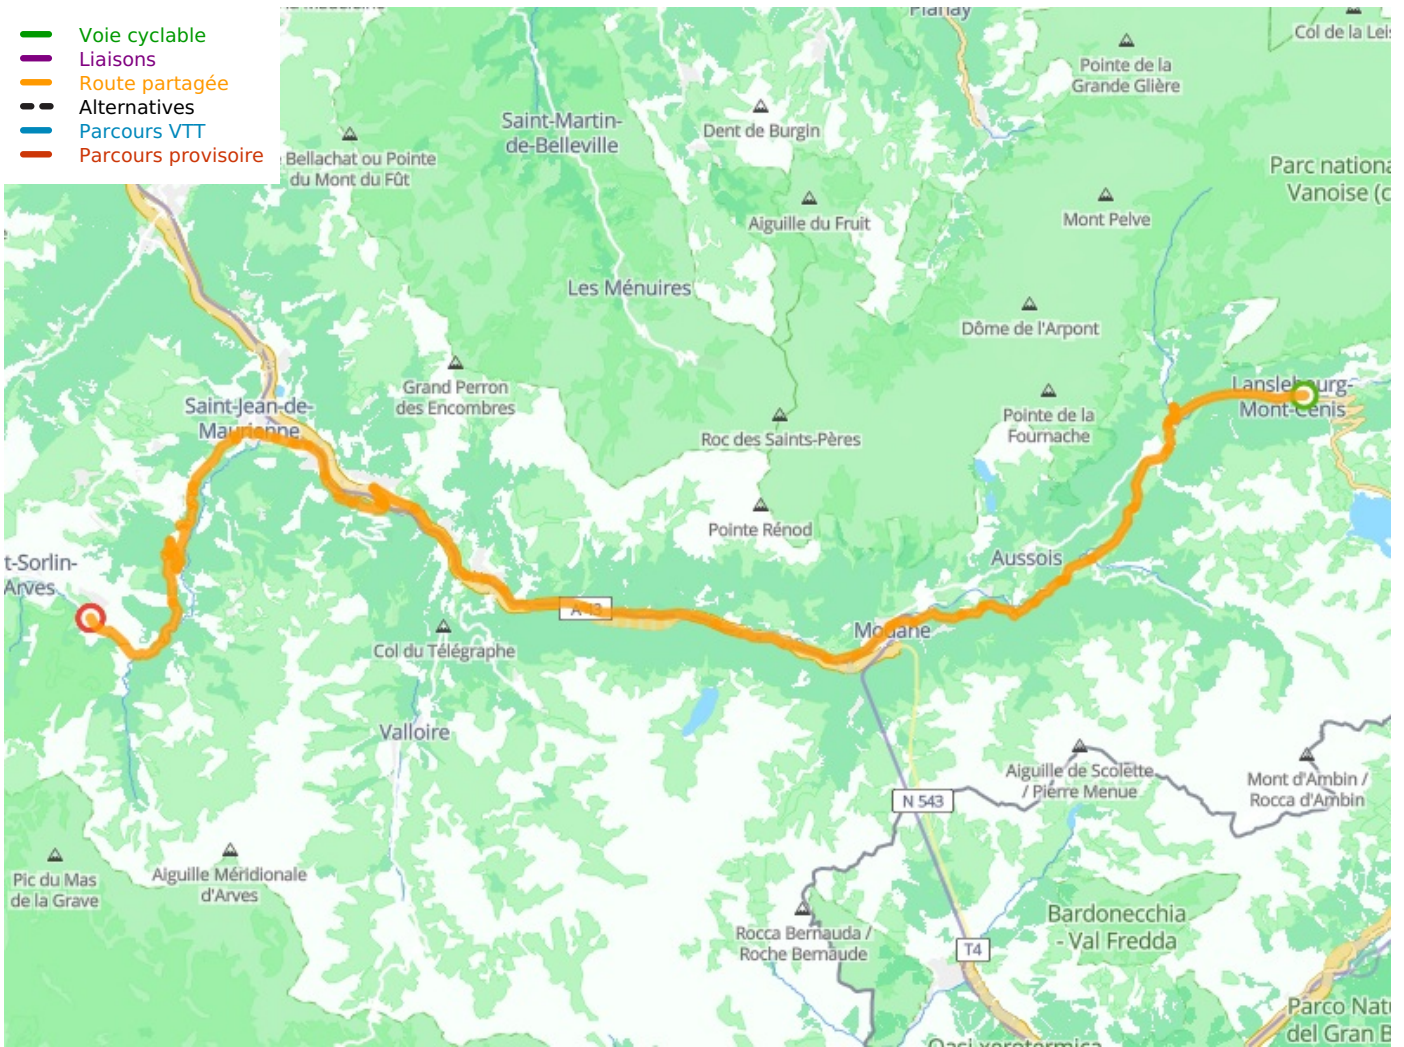 Voie cyclable
Liaisons
Route partagée
Alternatives
Parcours VTT
Parcours provisoire
Planay
Col de la Leis
Pointe de la
Grande Glière
Saint-Martin-
de-Belleville
Dent de Burgin
Bellachat ou Pointe
du Mont du Fût
Parc nationa
Vanoise (c
Aiguille du Fruit
Mont Pelve
Les Ménuires
Dôme de l'Arpont
Grand Perron
des Encombres
Lanslebourg-
Mont-Cenis
Saint-Jean-de-
Maurienne
Roc des Saints-Pères
Pointe de la
Fournache
Pointe Rénod
Aussois
t-Sorlin-
Arves
A 43
Modane
Col du Télégraphe
Valloire
Aiguille de Scolette
/ Pierre Menue
Mont d'Ambin /
Rocca d'Ambin
N 543
Pic du Mas
de la Grave
Aiguille Méridionale
d'Arves
Rocca Bernauda /
Roche Bernaude
Bardonecchia
- Val Fredda
T4
Parco Natu
del Gran B
Oasi xerotermica